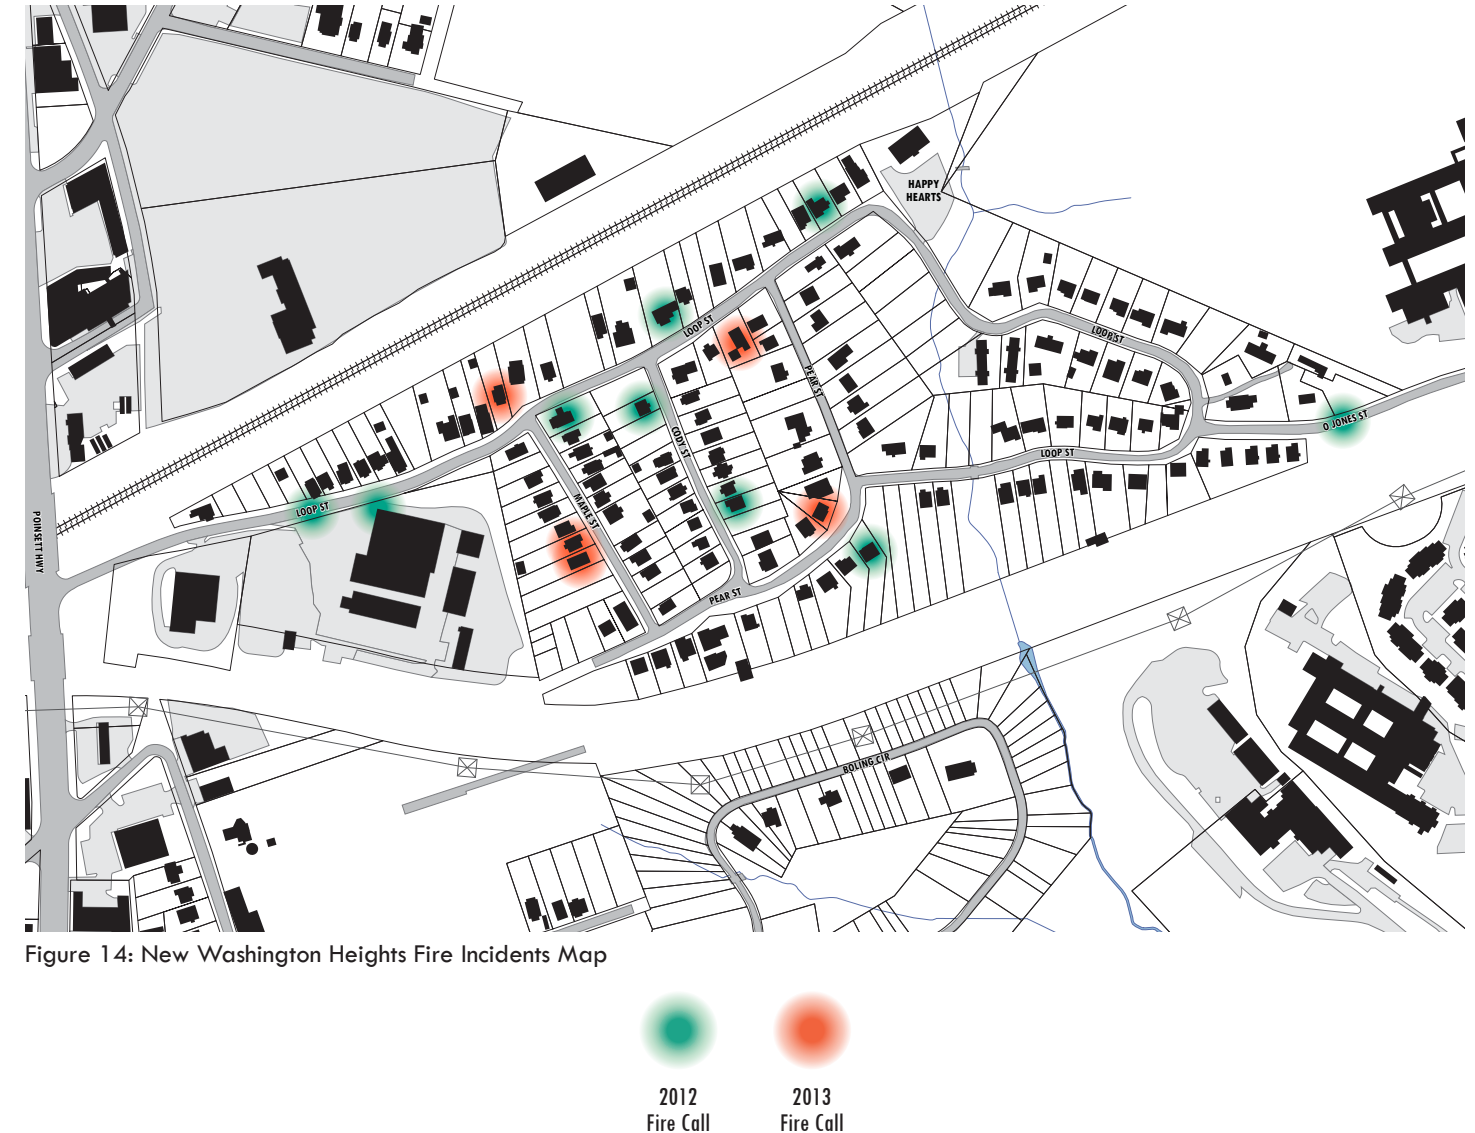 HAPPY
HEARTS
LOOP ST
LOOP ST
PEAR ST
O JONES ST
CODY ST
LOOP ST
LOOP ST
MAPLE ST
POINSETT HWY
PEAR ST
BOLING CIR
Figure 14: New Washington Heights Fire Incidents Map
2012
Fire Call
2013
Fire Call